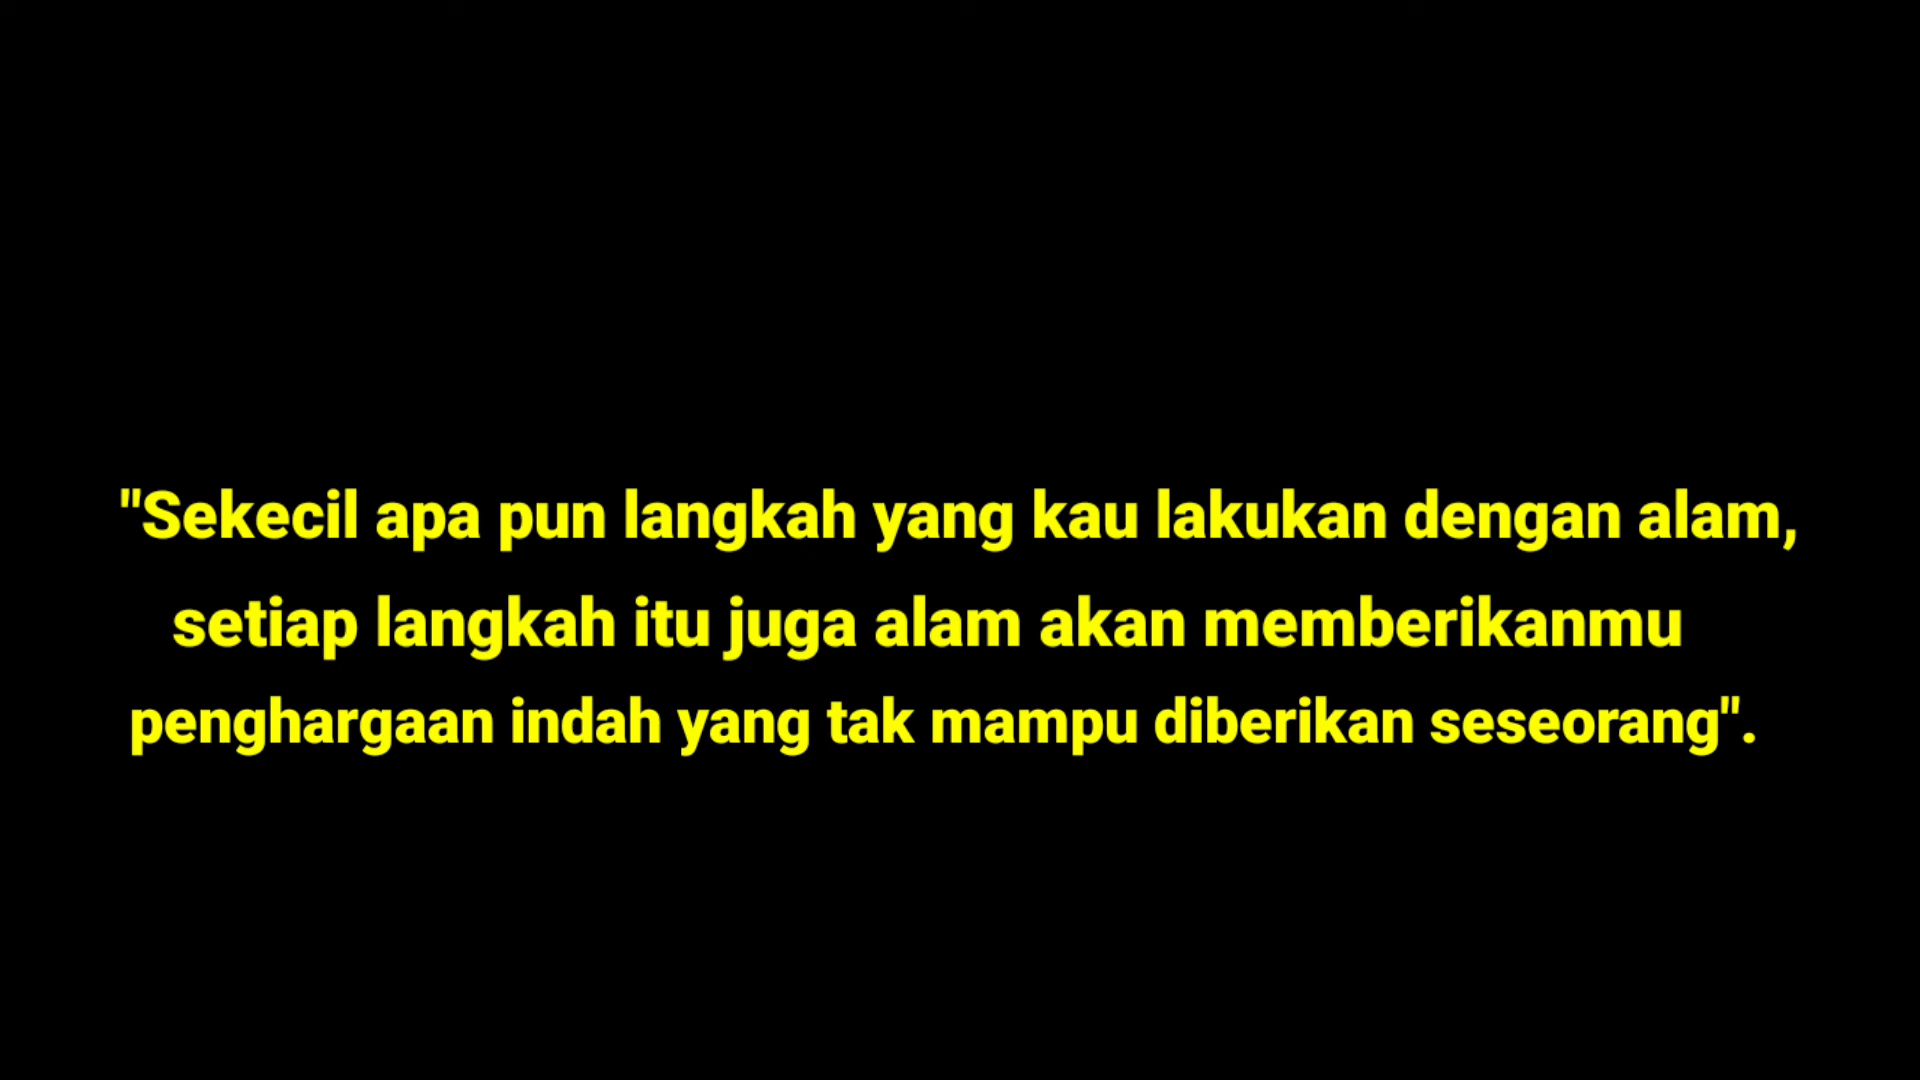 "Sekecil apa pun langkah yang kau lakukan dengan alam,
setiap langkah itu juga alam akan memberikanmu
penghargaan indah yang tak mampu diberikan seseorang".